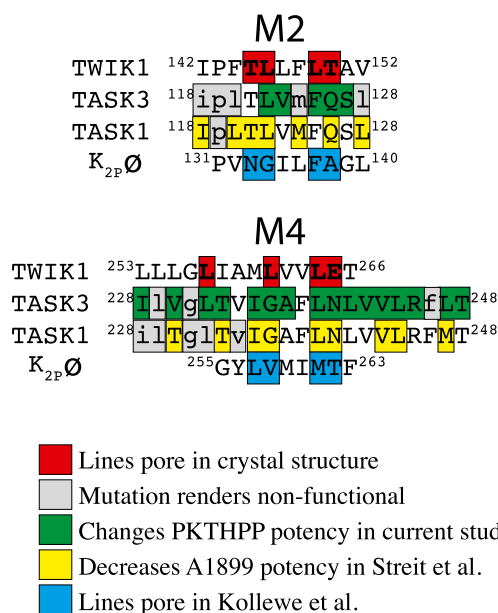 M2
TWIK1 142IPFTLLFLTAV152
TASK3 118iplTLVmFQSl128
TASK1 118IpLTLVMFQSL128
K2PØ 131PVNGILFAGL140
M4
TWIK1 253LLLGLIAMLVVLET266
TASK3 228IlVgLTVIGAFLNLVVLRfLT248
TASK1 228ilTglTvIGAFLNLVVLRFMT248
K2PØ 255GYLVMIMTF263
Lines pore in crystal structure
Mutation renders non-functional
Changes PKTHPP potency in current stud
Decreases A1899 potency in Streit et al.
Lines pore in Kollewe et al.